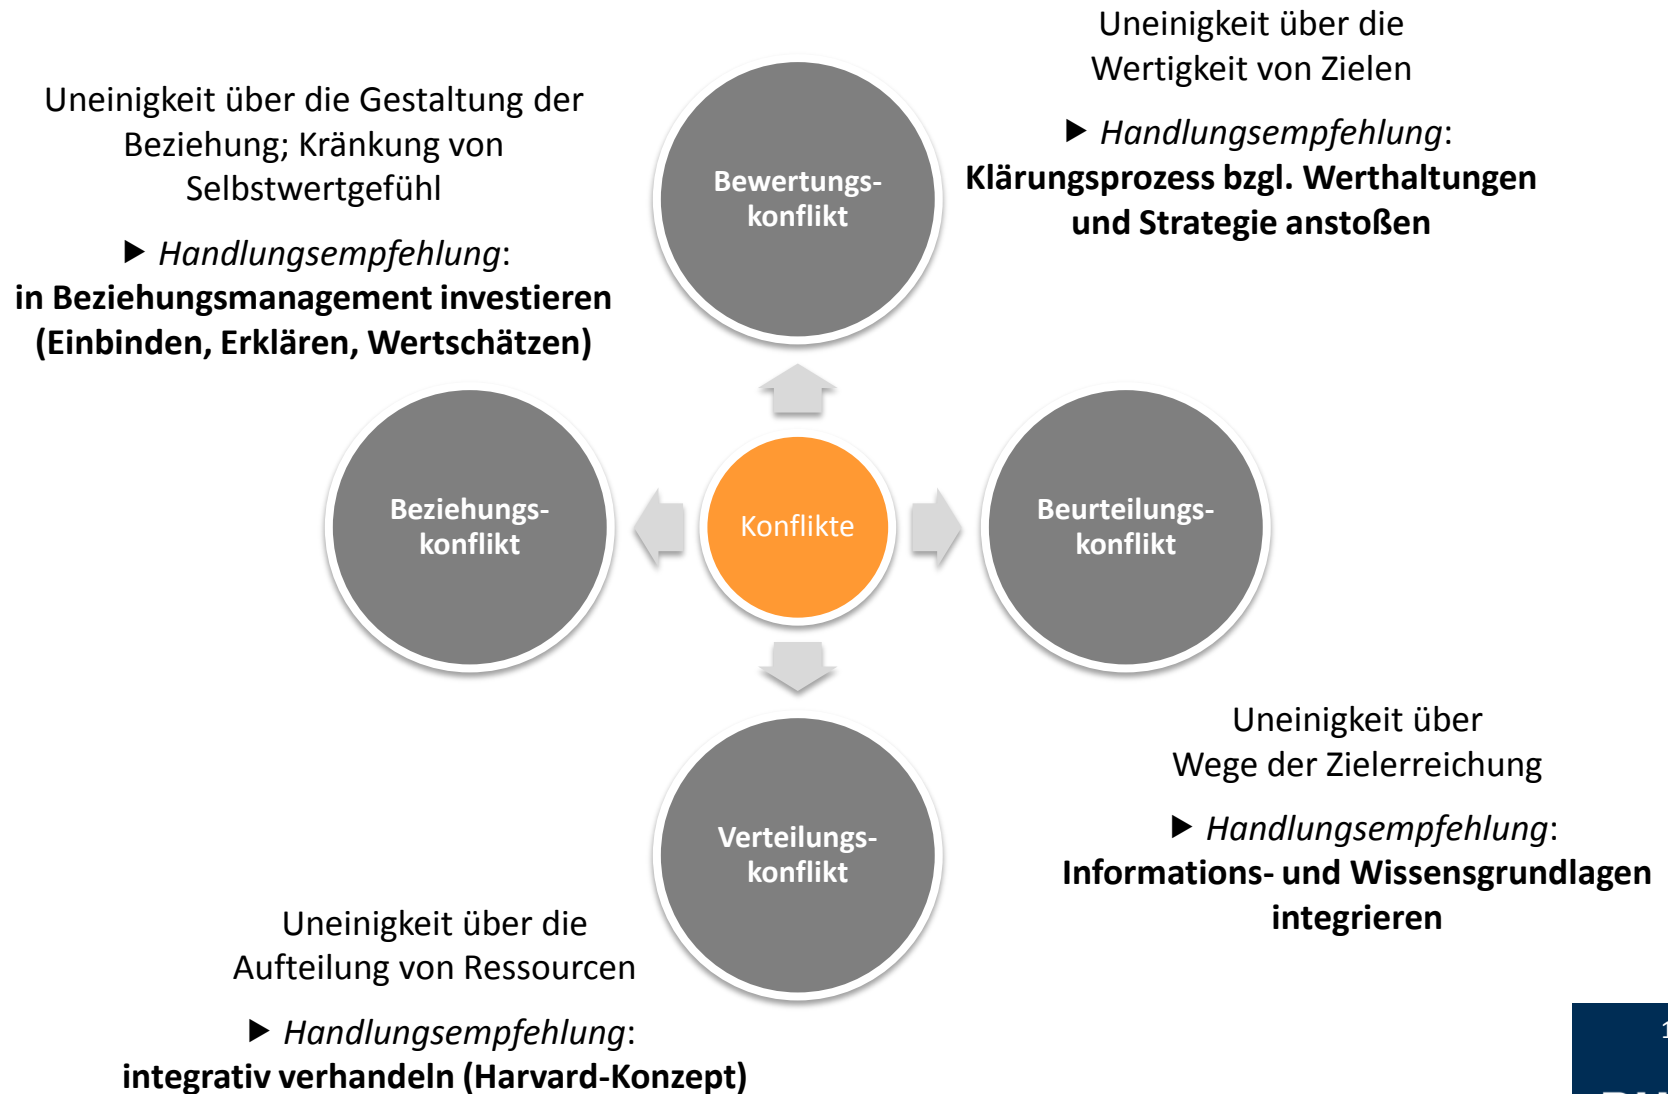 Uneinigkeit über die
Wertigkeit von Zielen
► Handlungsempfehlung:
Klärungsprozess bzgl. Werthaltungen
und Strategie anstoßen
Uneinigkeit über die Gestaltung der
Beziehung; Kränkung von
Selbstwertgefühl
► Handlungsempfehlung:
in Beziehungsmanagement investieren
(Einbinden, Erklären, Wertschätzen)
Bewertungs-
konflikt
Beziehungs-
konflikt
Konflikte
Beurteilungs-
konflikt
Verteilungs-
konflikt
Uneinigkeit über
Wege der Zielerreichung
► Handlungsempfehlung:
Informations- und Wissensgrundlagen
integrieren
Uneinigkeit über die
Aufteilung von Ressourcen
► Handlungsempfehlung:
integrativ verhandeln (Harvard-Konzept)